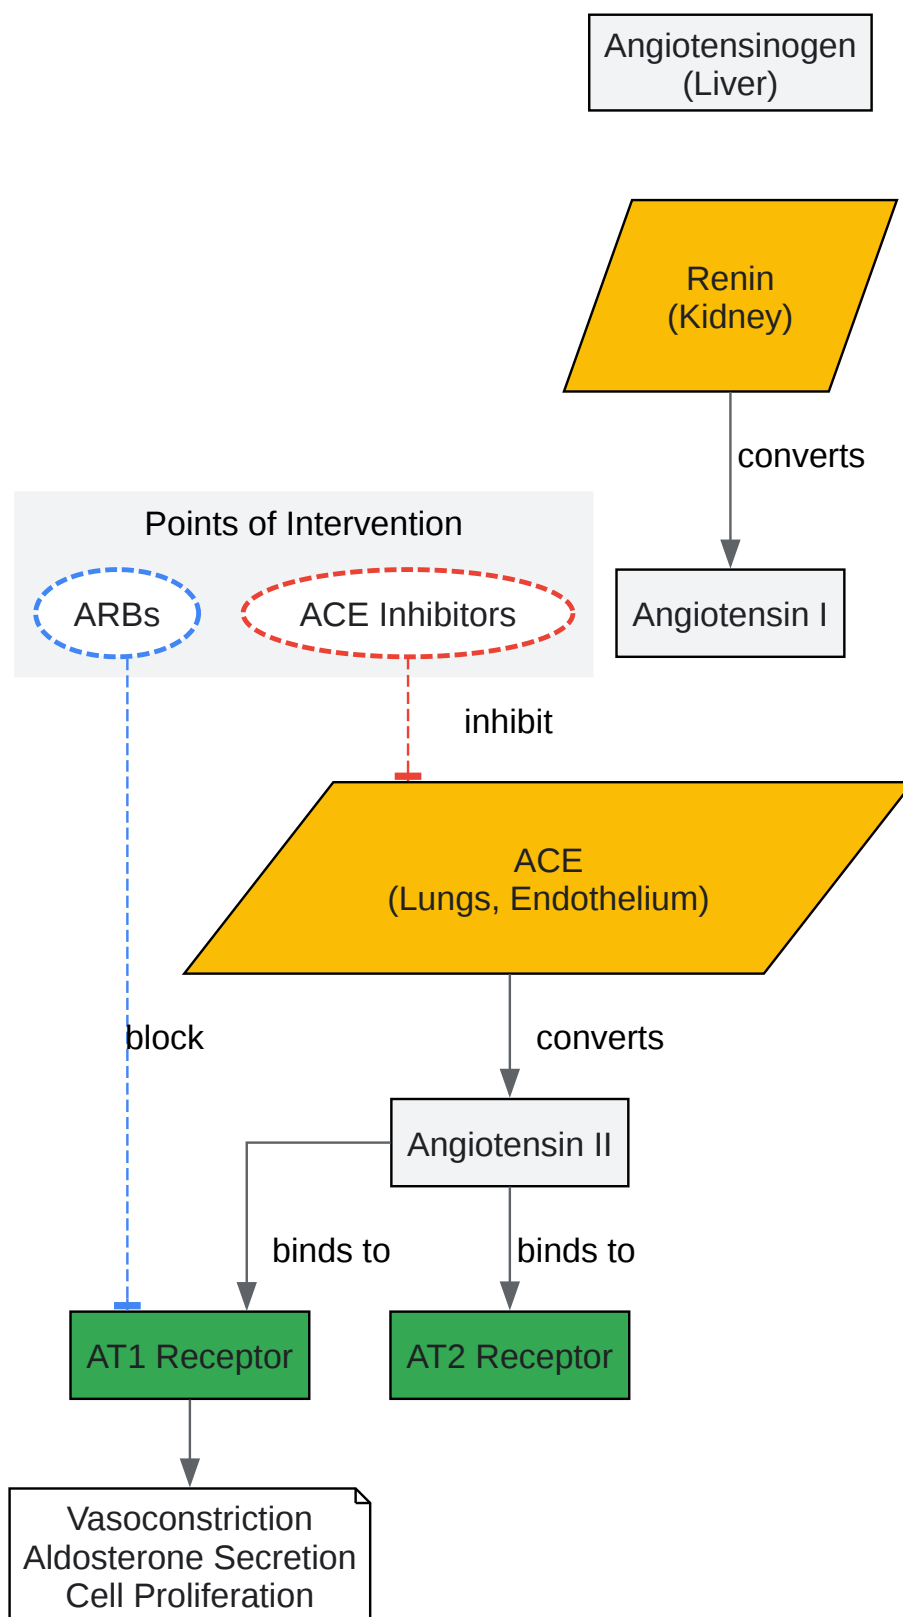 Angiotensinogen
(Liver)
Renin
(Kidney)
converts
Points of Intervention
ARBs
ACE Inhibitors
Angiotensin I
inhibit
ACE
(Lungs, Endothelium)
block
converts
Angiotensin II
binds to
binds to
AT1 Receptor
AT2 Receptor
Vasoconstriction
Aldosterone Secretion
Cell Proliferation